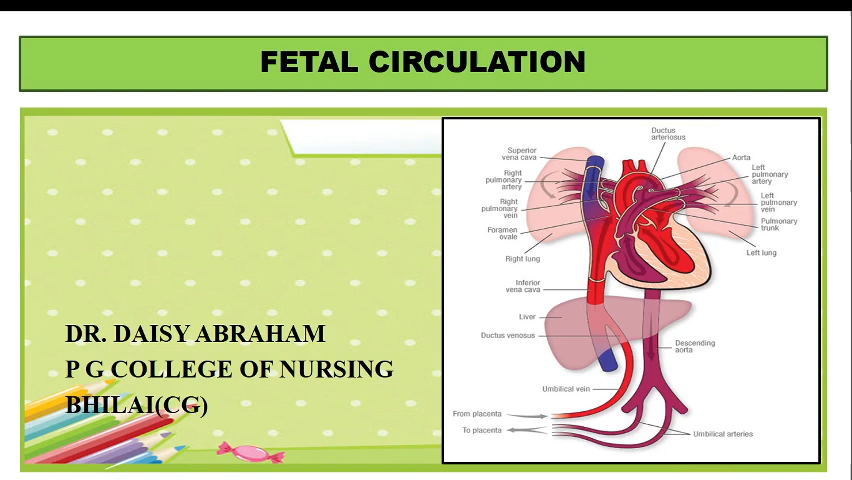 FETAL CIRCULATION
DR. DAISY ABRAHAM
P G COLLEGE OF NURSING
BHILAI(CG)
Ductus
arteriosus
Superior
vena cava
Aorta
Right
pulmonary
artery
Left
pulmonary
artery
Right
pulmonary
vein
Left
pulmonary
vein
Foramen
ovale
Pulmonary
trunk
Right lung
Left lung
Inferior
vena cava
Liver
Ductus venosus
Descending
aorta
Umbilical vein
From placenta
To placenta
Umbilical arteries